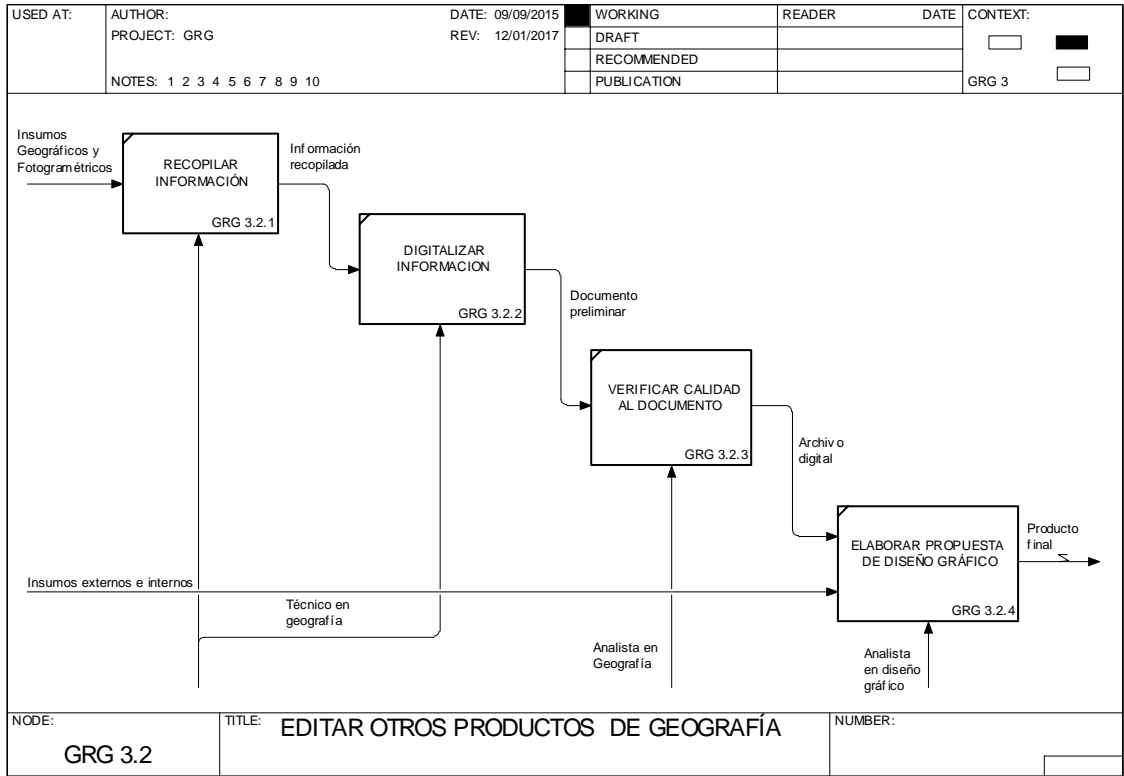 USED AT:
AUTHOR:
DATE: 09/09/2015
PROJECT: GRG
REV: 12/01/2017
NOTES: 1 2 3 4 5 6 7 8 9 10
WORKING
DRAFT
RECOMMENDED
PUBLICATION
READER
DATE
CONTEXT:
GRG 3
Insumos
Geográficos y
Fotogramétricos
RECOPILAR
INFORMACIÓN
GRG 3.2.1
Información
recopilada
DIGITALIZAR
INFORMACION
GRG 3.2.2
Documento
preliminar
VERIFICAR CALIDAD
AL DOCUMENTO
GRG 3.2.3
Archivo
digital
ELABORAR PROPUESTA
DE DISEÑO GRÁFICO
GRG 3.2.4
Producto
final
Insumos externos e internos
Técnico en
geografía
Analista en
Geografía
Analista
en diseño
gráfico
NODE:
GRG 3.2
TITLE:
EDITAR OTROS PRODUCTOS DE GEOGRAFÍA
NUMBER: